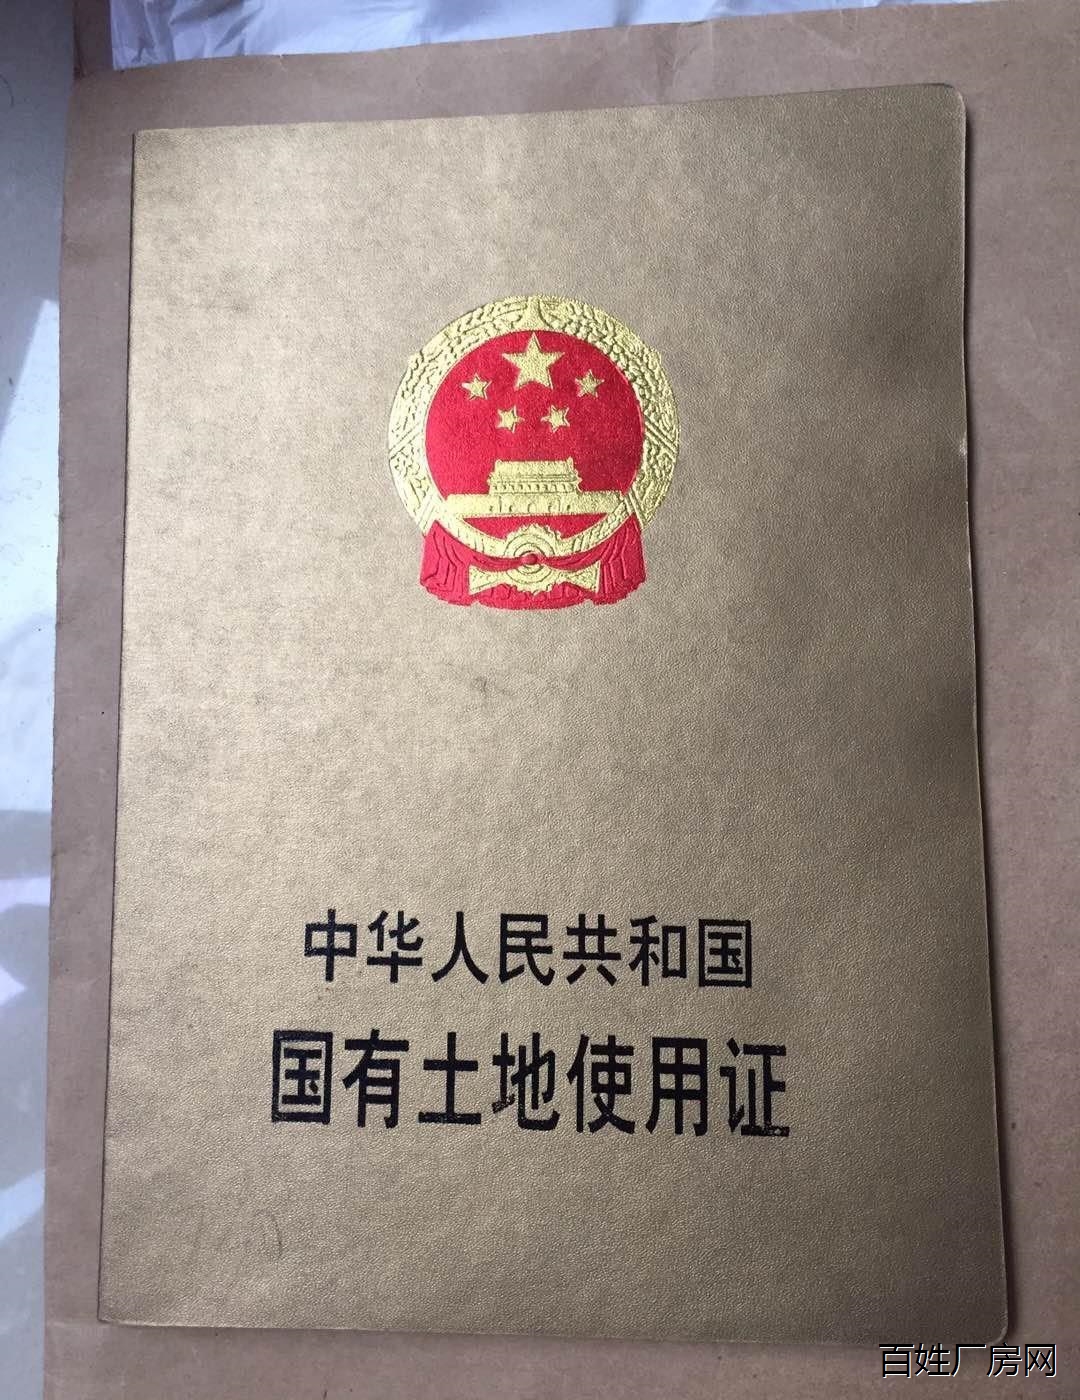 中华人民共和国
国有土地使用证
百姓厂房网